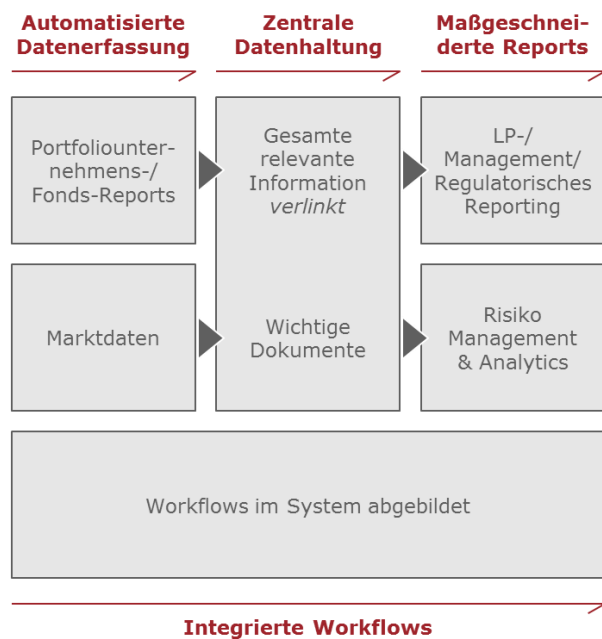 Automatisierte
Datenerfassung
Zentrale
Datenhaltung
Maßgeschnei-
derte Reports
Portfoliounter-
nehmens-/
Fonds-Reports
Gesamte
relevante
Information
verlinkt
LP-/
Management/
Regulatorisches
Reporting
Marktdaten
Wichtige
Dokumente
Risiko
Management
& Analytics
Workflows im System abgebildet
Integrierte Workflows